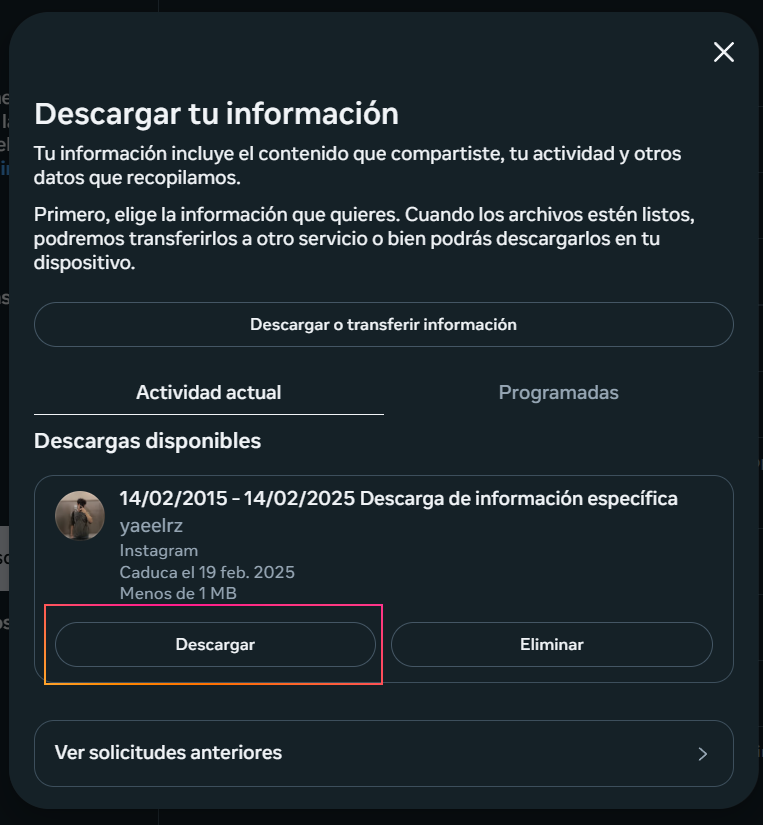 Descargar tu información
Tu información incluye el contenido que compartiste, tu actividad y otros
datos que recopilamos.
Primero, elige la información que quieres. Cuando los archivos estén listos,
podremos transferirlos a otro servicio o bien podrás descargarlos en tu
dispositivo.
Descargar o transferir información
Actividad actual
Programadas
Descargas disponibles
14/02/2015 - 14/02/2025 Descarga de información específica
yaeelrz
Instagram
Caduca el 19 feb. 2025
Menos de 1 MB
Descargar
Eliminar
Ver solicitudes anteriores